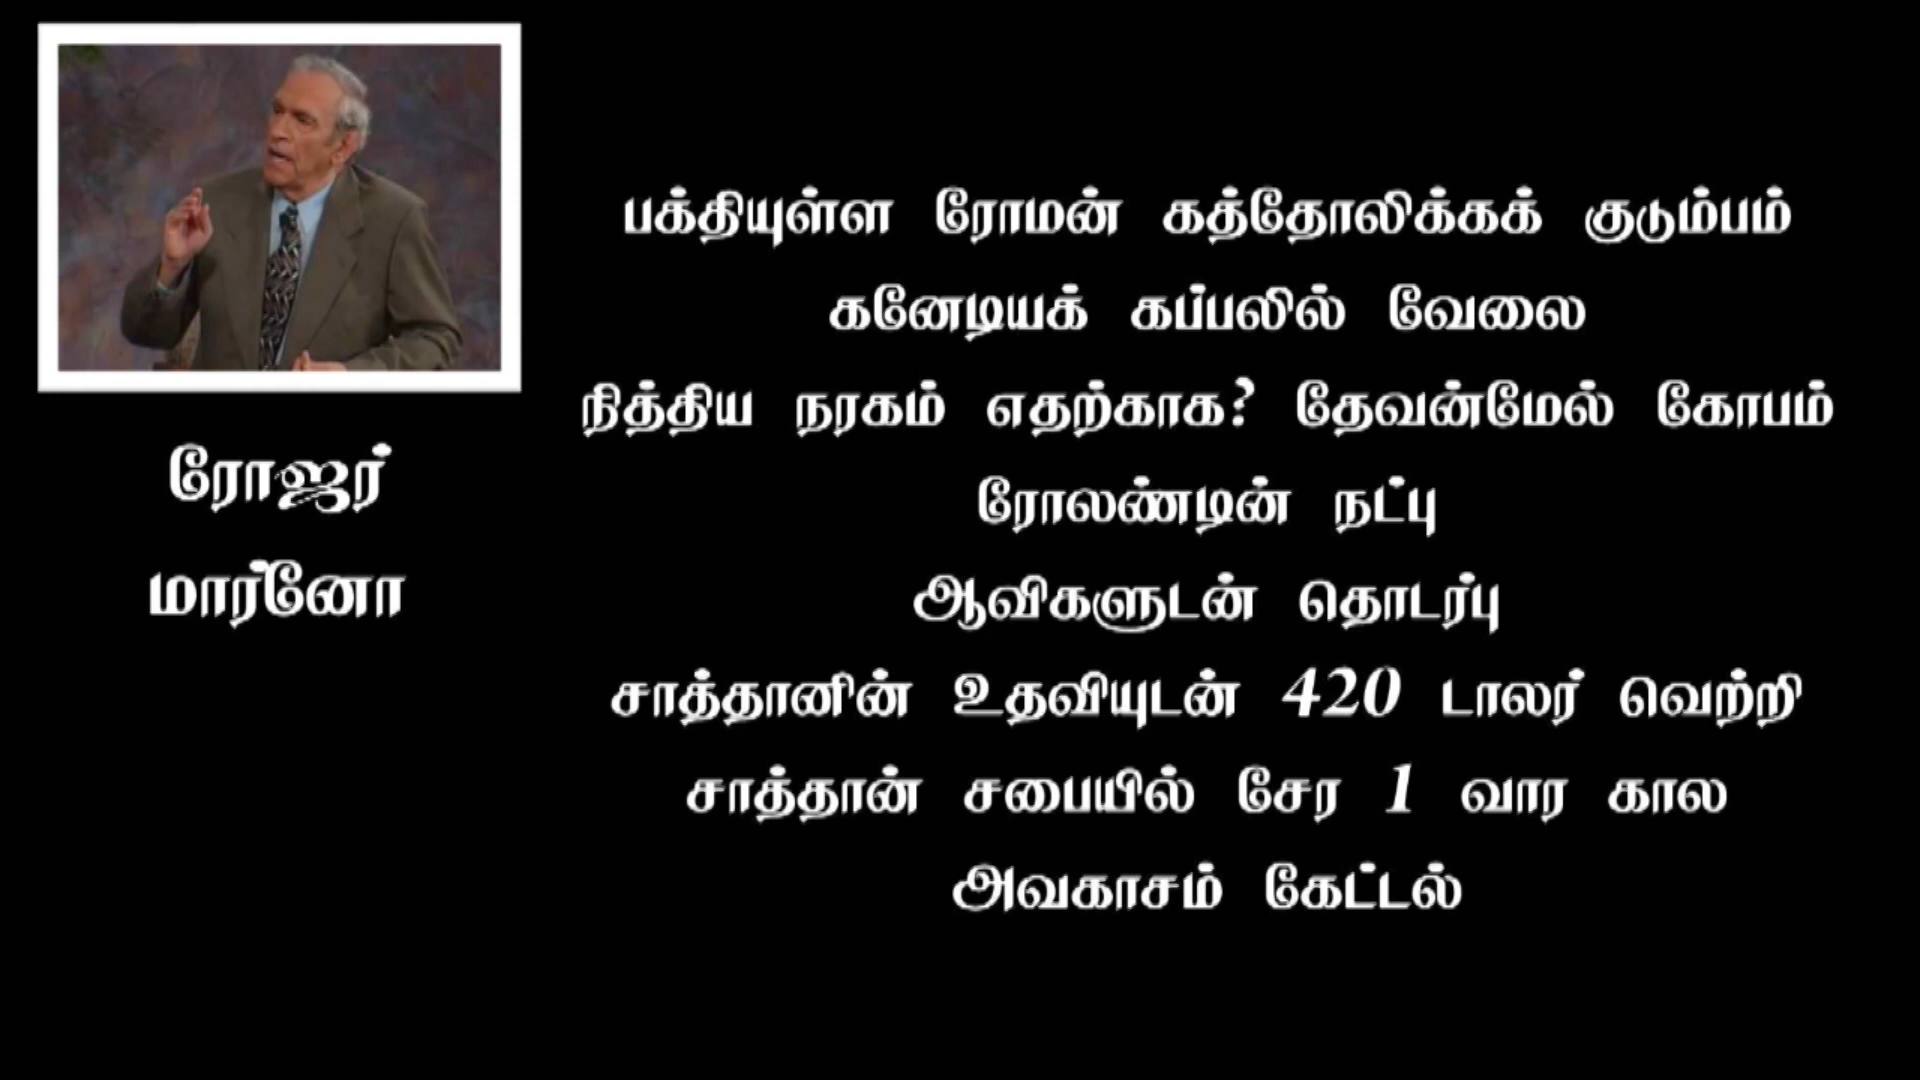 ரோஜர்
மார்னோ
பக்தியுள்ள ரோமன் கத்தோலிக்கக் குடும்பம்
கனேடியக் கப்பலில் வேலை
நித்திய நரகம் எதற்காக? தேவன்மேல் கோபம்
ரோலண்டின் நட்பு
ஆவிகளுடன் தொடர்பு
சாத்தானின் உதவியுடன் 420 டாலர் வெற்றி
சாத்தான் சபையில் சேர 1 வார கால
அவகாசம் கேட்டல்